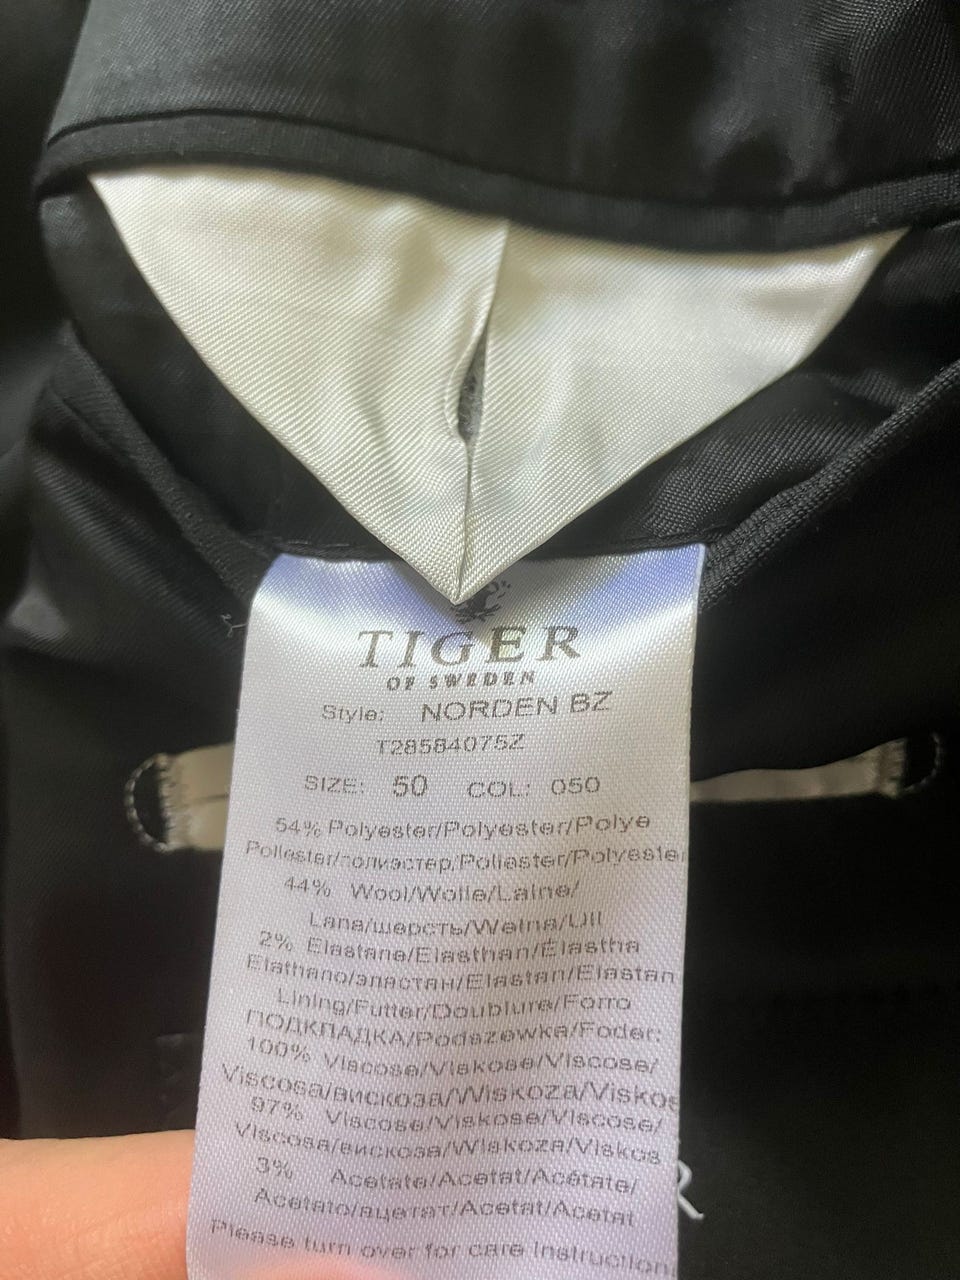 TIGER
OF SWEDEN
Style: NORDEN BZ
T28584075Z
SIZE: 50 COL: 050
54% Polyester/Polyester/Polye
Poliester/полиэстер/Poliester/Polyester
44% Wool/Wolle/Laine/
Lana/шерсть/Wełna/Ull
2% Elastane/Elasthan/Élastha
Elathano/эластан/Elastan/Elastan
Lining/Futter/Doublure/Forro
ПОДКЛАДКА/Podszewka/Foder:
100% Viscose/Viskose/Viscose/
Viscosa/вискоза/Wiskoza/Viskos
97% Viscose/Viskose/Viscose/
Viscosa/вискоза/Wiskoza/Viskos
3% Acetate/Acetat/Acétate/
Acetato/ацетат/Acetat/Acetat
Please turn over for care Instruction
R